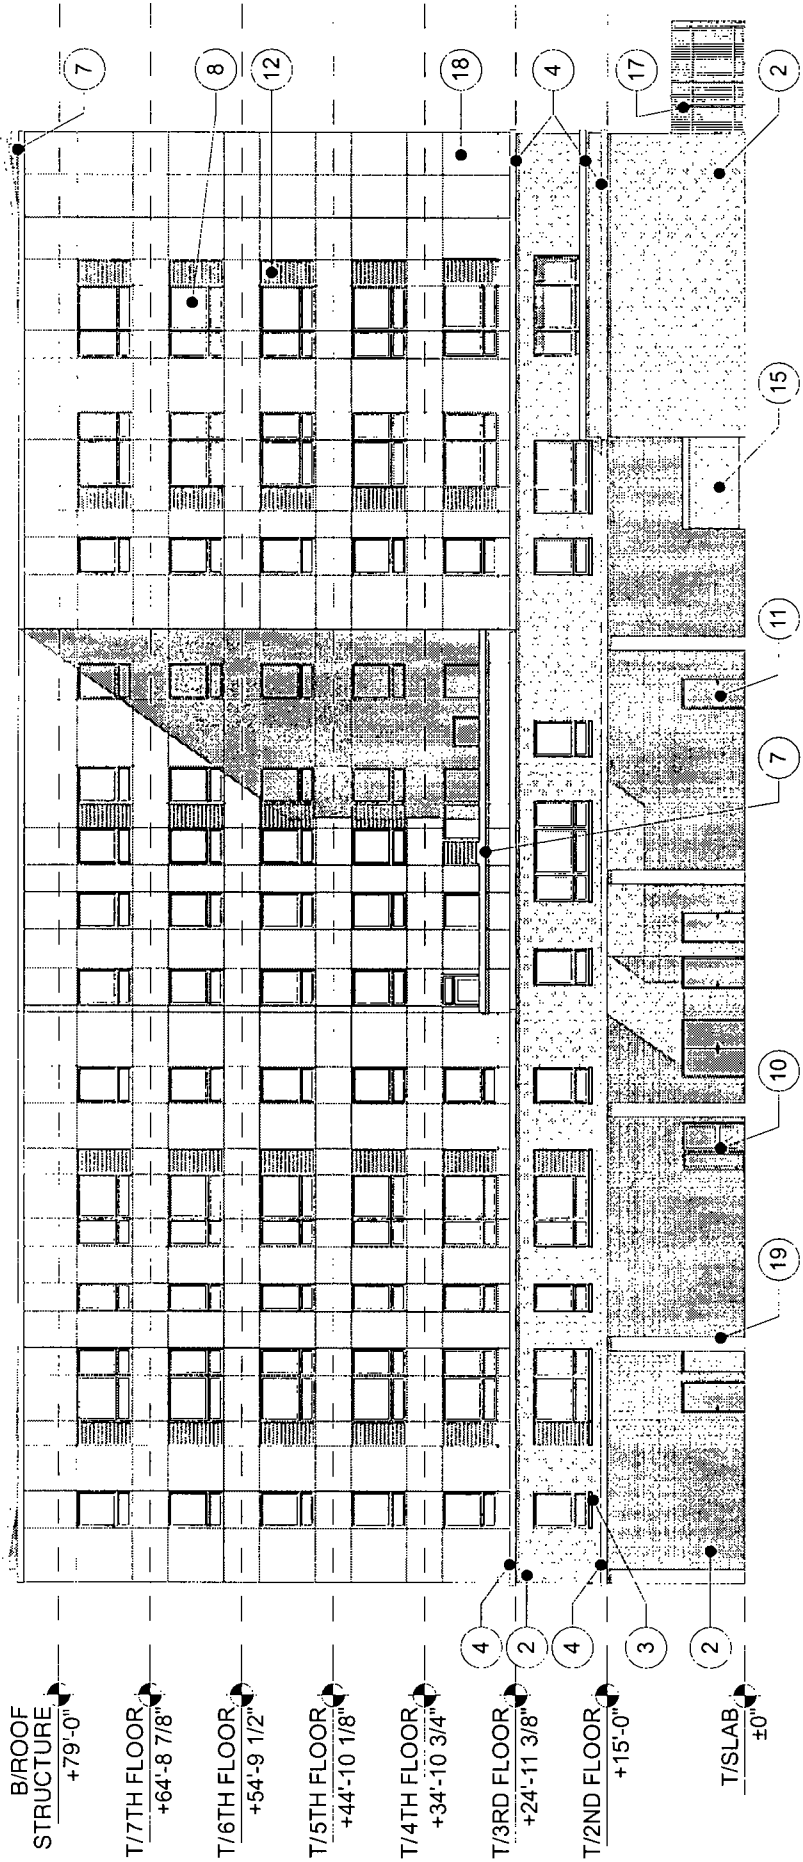 B/ROOF
STRUCTURE
+79'-0"
T/7TH FLOOR
+64'-8 7/8"
T/6TH FLOOR
+54'-9 1/2"
T/5TH FLOOR
+44'-10 1/8"
T/4TH FLOOR
+34'-10 3/4"
T/3RD FLOOR
+24'-11 3/8"
T/2ND FLOOR
+15'-0"
T/SLAB
±0"
4
2
4
3
2
19
10
7
11
15
7
8
12
18
4
17
2